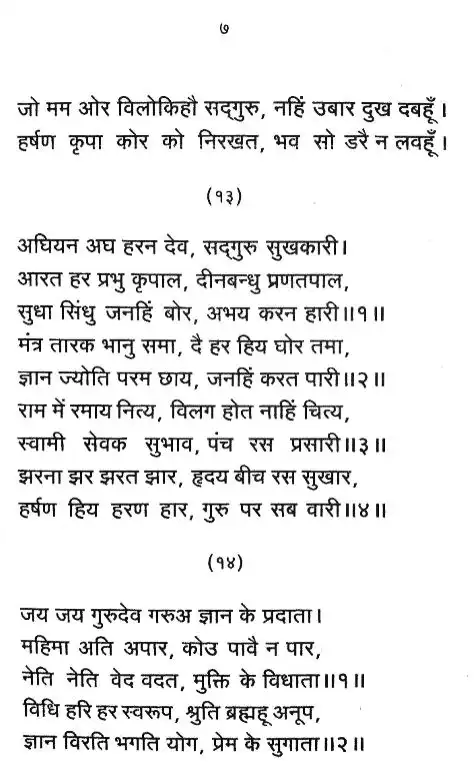 ७
जो मम ओर विलोकिहौ सद्‌गुरु, नहिं उबार दुख दबहूँ।
हर्षण कृपा कोर को निरखत, भव सो डरै न लवहूँ।
(१३)
अघियन अघ हरन देव, सद्‌गुरु सुखकारी।
आरत हर प्रभु कृपाल, दीनबन्धु प्रणतपाल,
सुधा सिंधु जनहिं बोर, अभय करन हारी॥१॥
मंत्र तारक भानु समा, दै हर हिय घोर तमा,
ज्ञान ज्योति परम छाय, जनहिं करत पारी॥२॥
राम में रमाय नित्य, विलग होत नाहिं चित्य,
स्वामी सेवक सुभाव, पंच रस प्रसारी॥३॥
झरना झर झरत झार, हृदय बीच रस सुखार,
हर्षण हिय हरण हार, गुरु पर सब वारी॥४॥
(१४)
जय जय गुरुदेव गरुअ ज्ञान के प्रदाता।
महिमा अति अपार, कोउ पावै न पार,
नेति नेति वेद वदत, मुक्ति के विधाता॥१॥
विधि हरि हर स्वरूप, श्रुति ब्रह्महू अनूप,
ज्ञान विरति भगति योग, प्रेम के सुगाता॥२॥